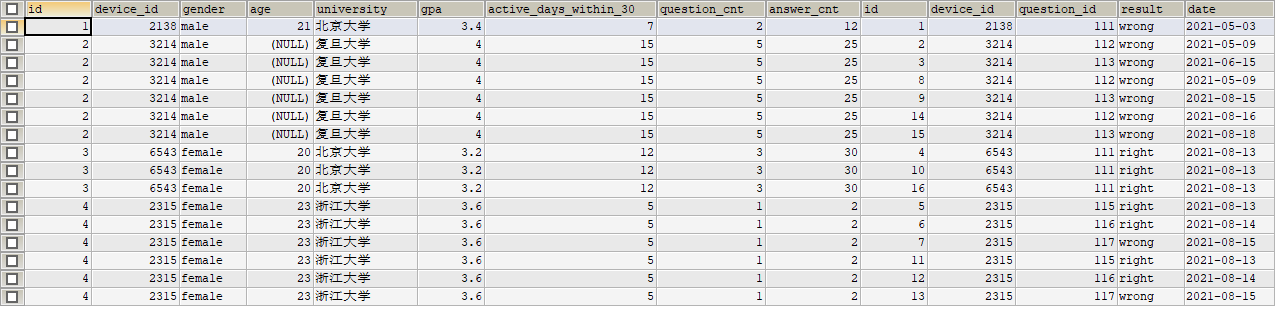 id device_id gender age university gpa active_days_within_30 question_cnt answer_cnt id device_id question_id result date
1 2138 male 21 北京大学 3.4 7 2 12 1 2138 111 wrong 2021-05-03
2 3214 male (NULL) 复旦大学 4 15 5 25 2 3214 112 wrong 2021-05-09
2 3214 male (NULL) 复旦大学 4 15 5 25 3 3214 113 wrong 2021-06-15
2 3214 male (NULL) 复旦大学 4 15 5 25 8 3214 112 wrong 2021-05-09
2 3214 male (NULL) 复旦大学 4 15 5 25 9 3214 113 wrong 2021-08-15
2 3214 male (NULL) 复旦大学 4 15 5 25 14 3214 112 wrong 2021-08-16
2 3214 male (NULL) 复旦大学 4 15 5 25 15 3214 113 wrong 2021-08-18
3 6543 female 20 北京大学 3.2 12 3 30 4 6543 111 right 2021-08-13
3 6543 female 20 北京大学 3.2 12 3 30 10 6543 111 right 2021-08-13
3 6543 female 20 北京大学 3.2 12 3 30 16 6543 111 right 2021-08-13
4 2315 female 23 浙江大学 3.6 5 1 2 5 2315 115 right 2021-08-13
4 2315 female 23 浙江大学 3.6 5 1 2 6 2315 116 right 2021-08-14
4 2315 female 23 浙江大学 3.6 5 1 2 7 2315 117 wrong 2021-08-15
4 2315 female 23 浙江大学 3.6 5 1 2 11 2315 115 right 2021-08-13
4 2315 female 23 浙江大学 3.6 5 1 2 12 2315 116 right 2021-08-14
4 2315 female 23 浙江大学 3.6 5 1 2 13 2315 117 wrong 2021-08-15